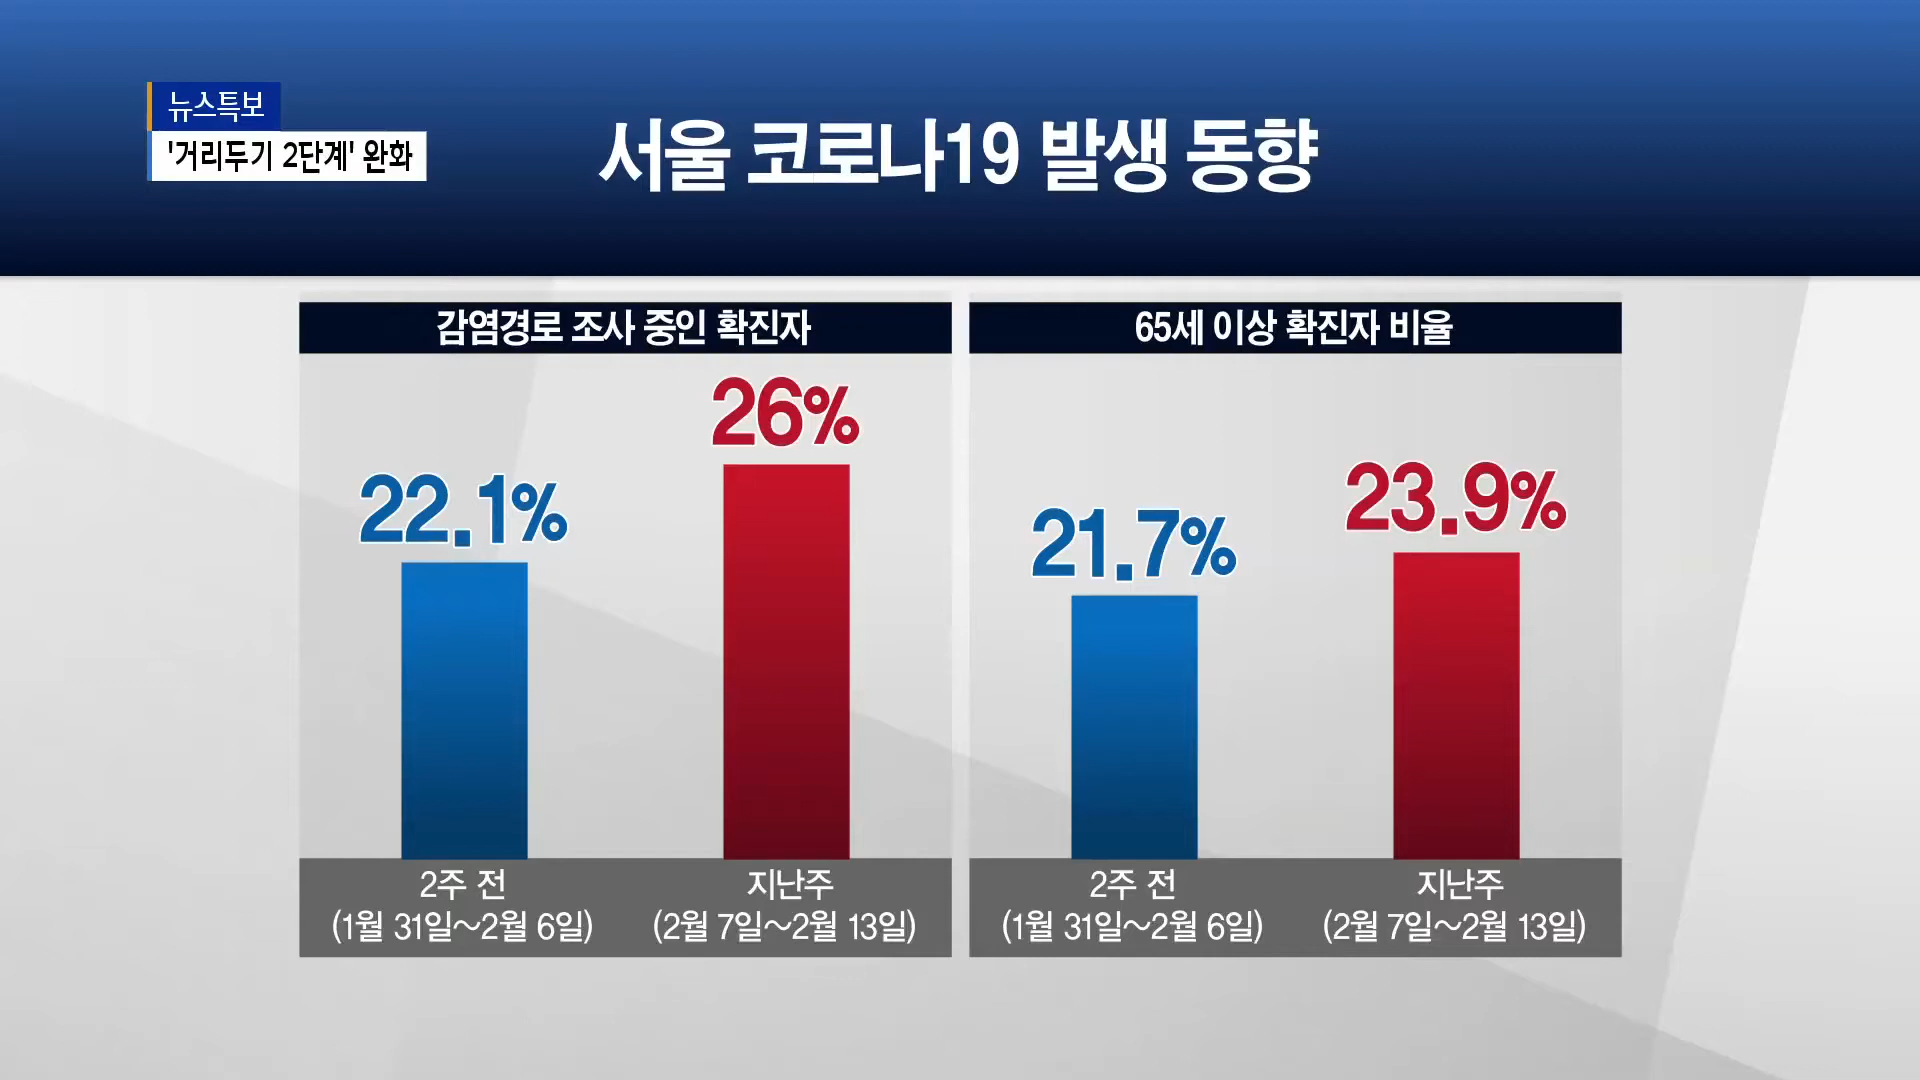 뉴스특보
'거리두기 2단계' 완화
서울 코로나19 발생 동향
감염경로 조사 중인 확진자
22.1%
26%
2주 전
(1월 31일~2월 6일)
지난주
(2월 7일~2월 13일)
65세 이상 확진자 비율
21.7%
23.9%
2주 전
(1월 31일~2월 6일)
지난주
(2월 7일~2월 13일)